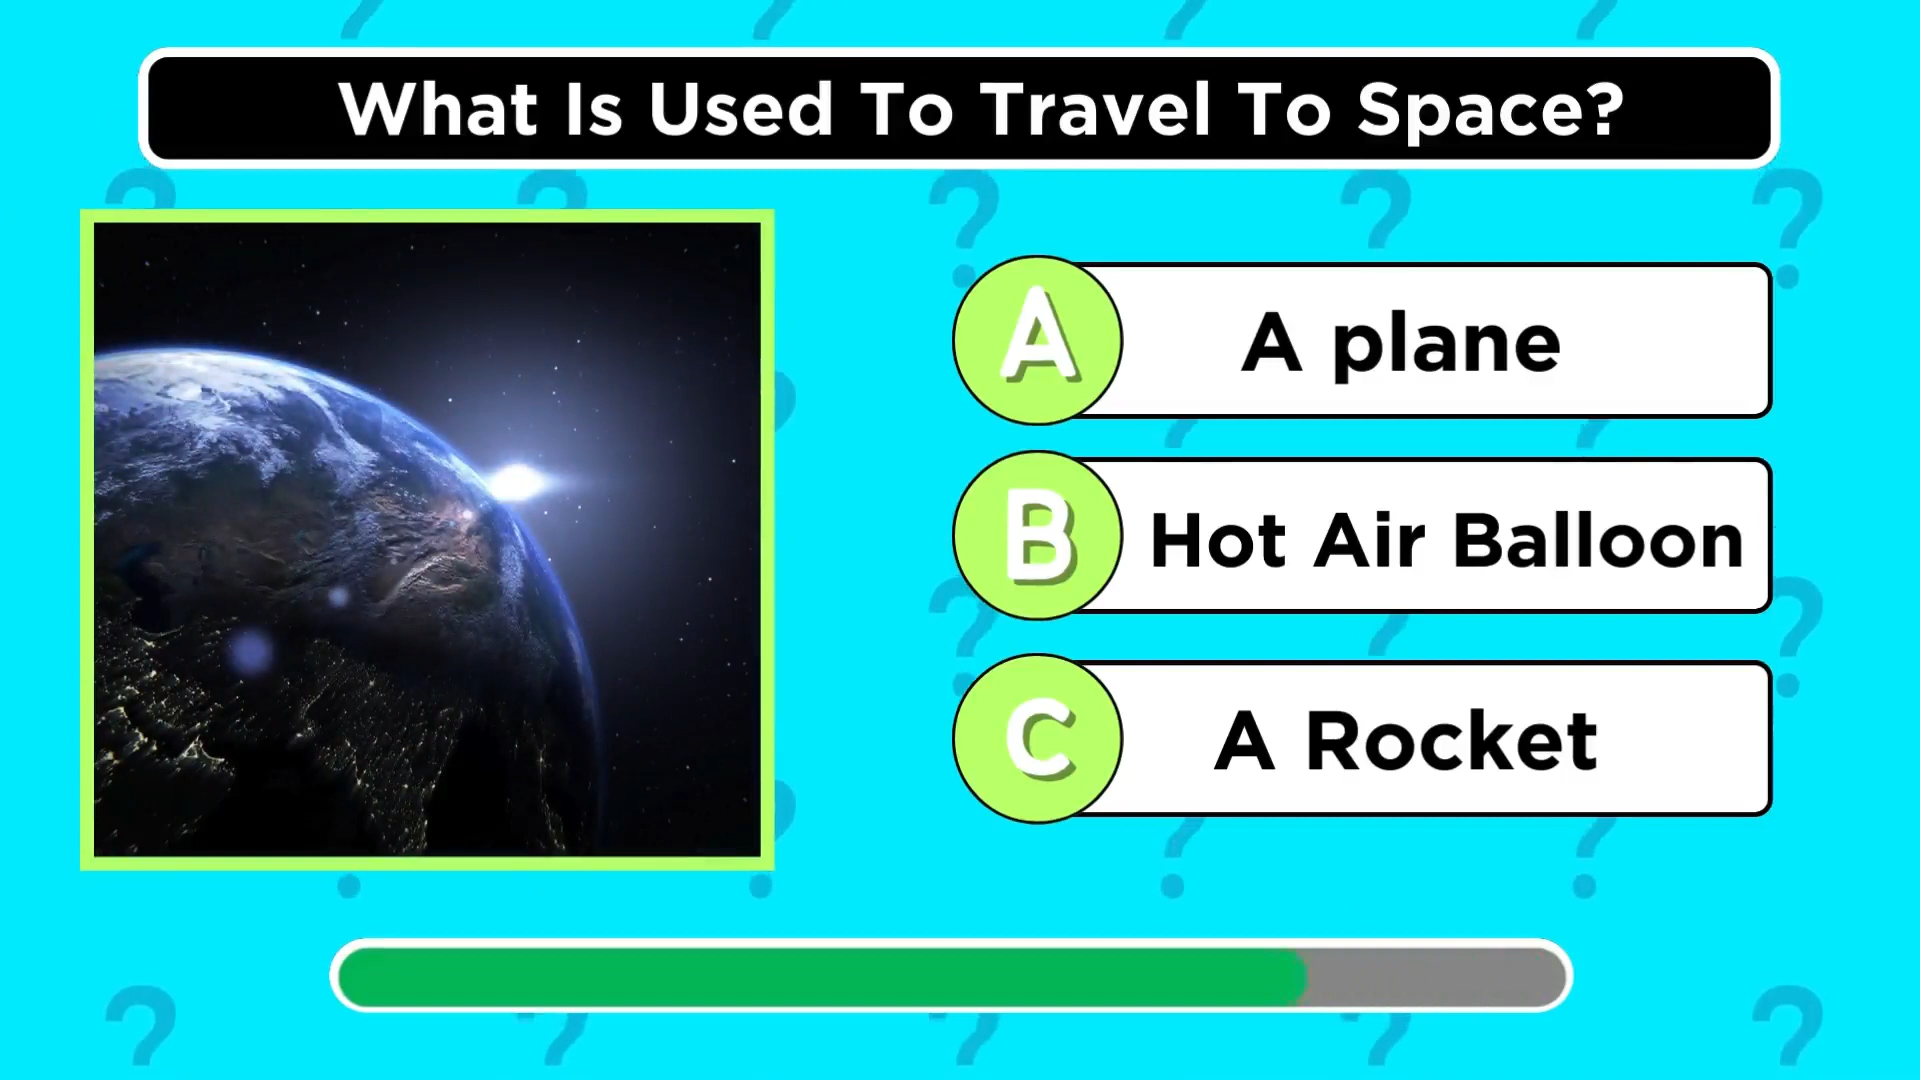 What Is Used To Travel To Space?
A A plane
B Hot Air Balloon
C A Rocket